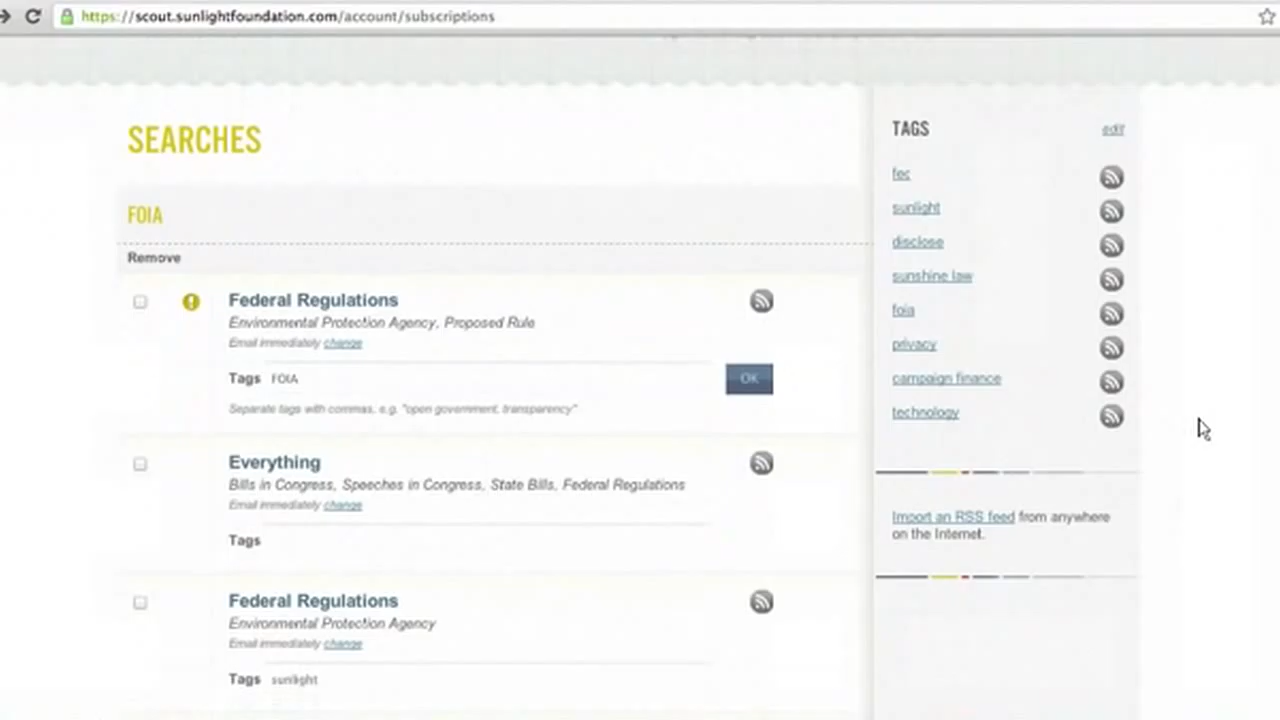 https://scout.sunlightfoundation.com/account/subscriptions
SEARCHES
FOIA
Remove
Federal Regulations
Environmental Protection Agency, Proposed Rule
Email immediately change
Tags FOIA
OK
Separate tags with commas, e.g. "open government, transparency"
Everything
Bills in Congress, Speeches in Congress, State Bills, Federal Regulations
Email immediately change
Tags
Federal Regulations
Environmental Protection Agency
Email immediately change
Tags sunlight
TAGS edit
fec
sunlight
disclose
sunshine law
foia
privacy
campaign finance
technology
Import an RSS feed from anywhere
on the Internet.